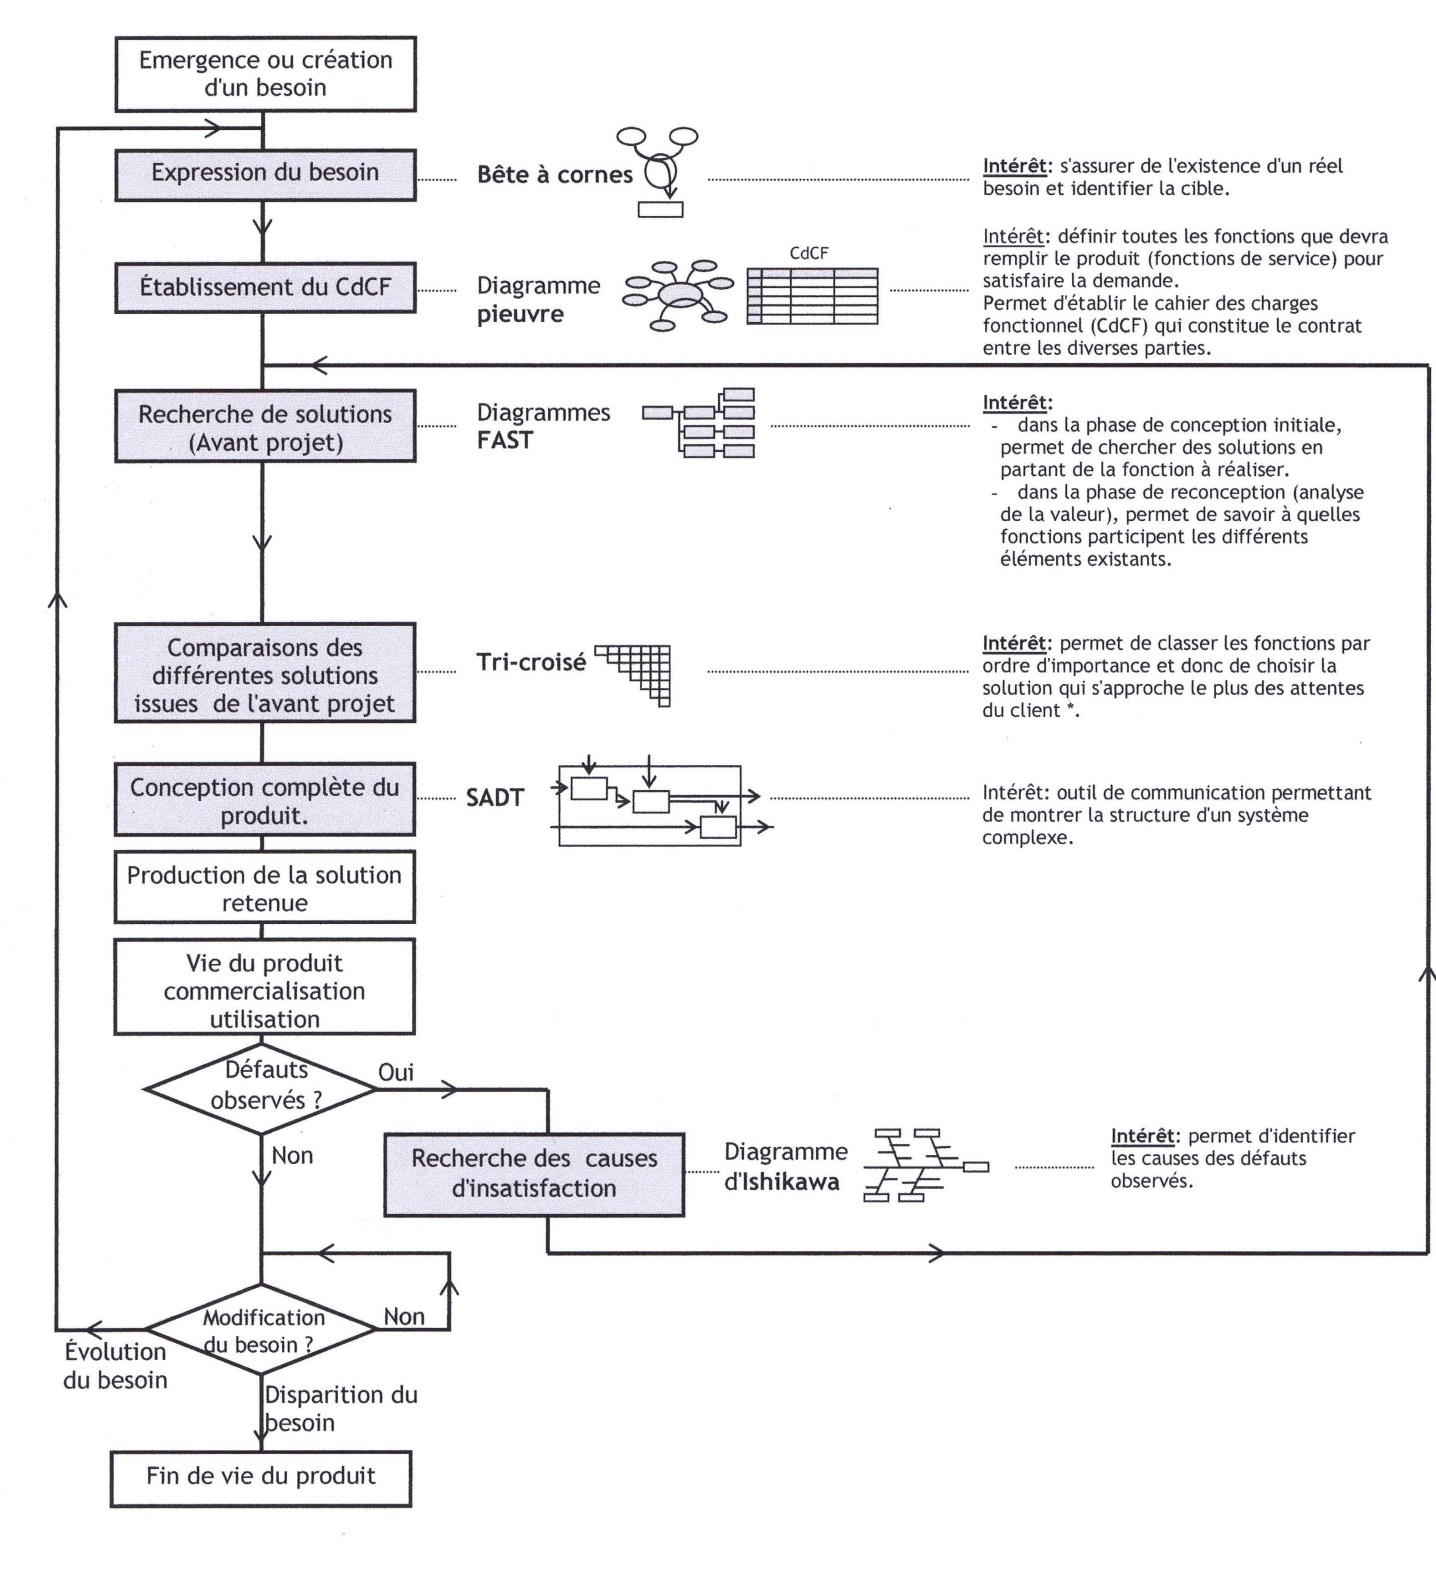 Emergence ou création
d'un besoin
Expression du besoin
Bête à cornes
Intérêt: s'assurer de l'existence d'un réel
besoin et identifier la cible.
Établissement du CdCF
Diagramme
pieuvre
CdCF
Intérêt: définir toutes les fonctions que devra
remplir le produit (fonctions de service) pour
satisfaire la demande.
Permet d'établir le cahier des charges
fonctionnel (CdCF) qui constitue le contrat
entre les diverses parties.
Recherche de solutions
(Avant projet)
Diagrammes
FAST
Intérêt:
- dans la phase de conception initiale,
permet de chercher des solutions en
partant de la fonction à réaliser.
- dans la phase de reconception (analyse
de la valeur), permet de savoir à quelles
fonctions participent les différents
éléments existants.
Comparaisons des
différentes solutions
issues de l'avant projet
Tri-croisé
Intérêt: permet de classer les fonctions par
ordre d'importance et donc de choisir la
solution qui s'approche le plus des attentes
du client *.
Conception complète du
produit.
SADT
Intérêt: outil de communication permettant
de montrer la structure d'un système
complexe.
Production de la solution
retenue
Vie du produit
commercialisation
utilisation
Défauts
observés ?
Oui
Non
Recherche des causes
d'insatisfaction
Diagramme
d'Ishikawa
Intérêt: permet d'identifier
les causes des défauts
observés.
Modification
du besoin ?
Non
Évolution
du besoin
Disparition du
besoin
Fin de vie du produit